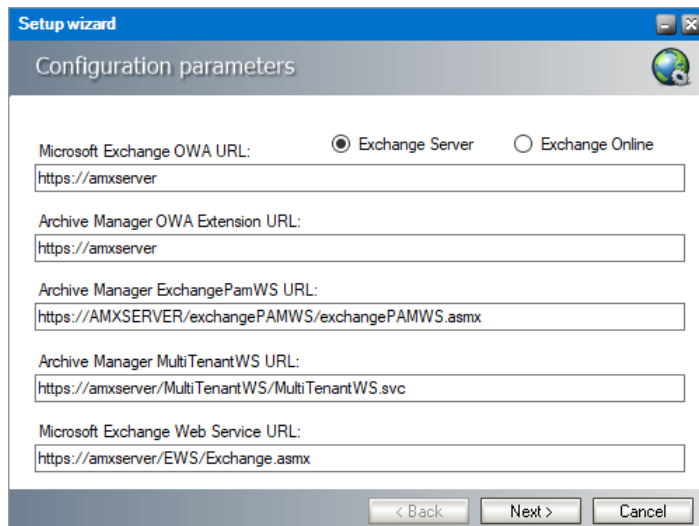 Setup wizard
Configuration parameters
Microsoft Exchange OWA URL: Exchange Server Exchange Online
https://amxserver
Archive Manager OWA Extension URL:
https://amxserver
Archive Manager ExchangePamWS URL:
https://AMXSERVER/exchangePAMWS/exchangePAMWS.asmx
Archive Manager MultiTenantWS URL:
https://amxserver/MultiTenantWS/MultiTenantWS.svc
Microsoft Exchange Web Service URL:
https://amxserver/EWS/Exchange.asmx
< Back Next > Cancel